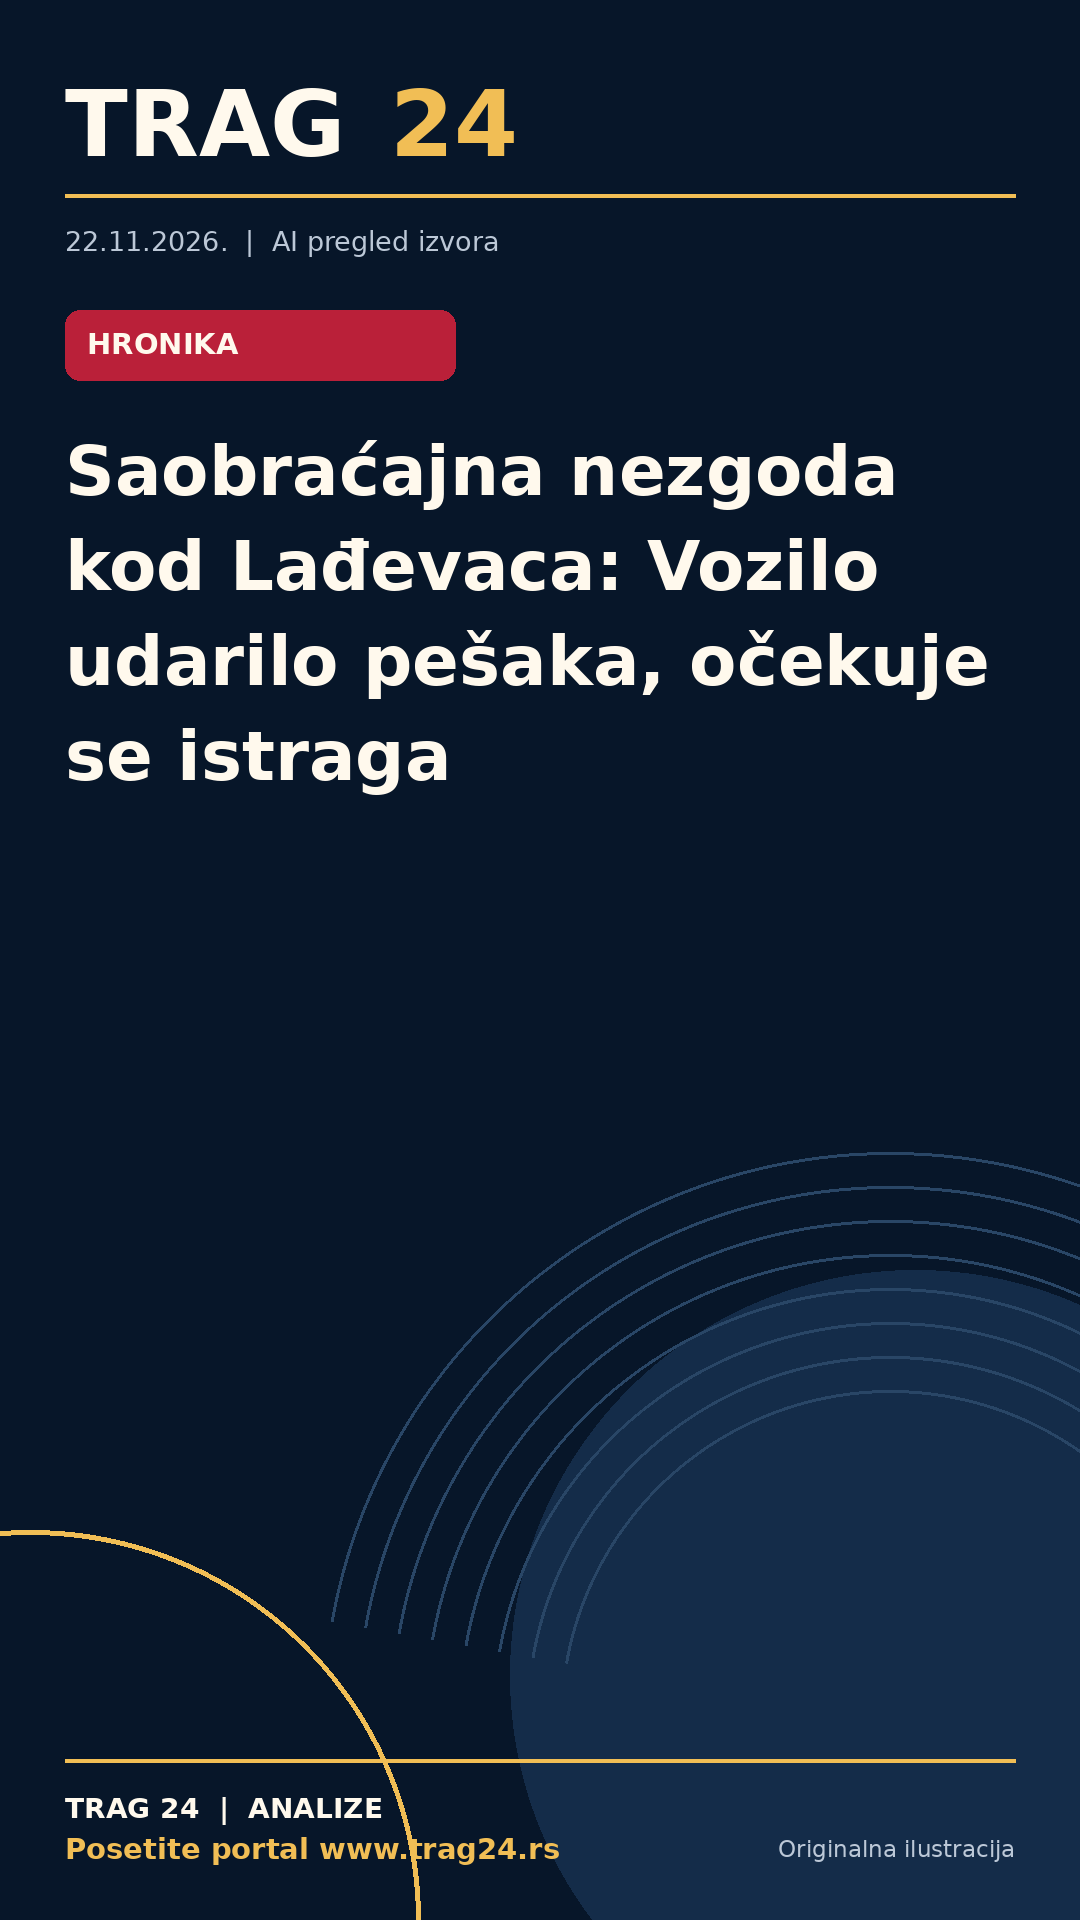 TRAG 24
22.11.2026. | AI pregled izvora
HRONIKA
Saobraćajna nezgoda
kod Lađevaca: Vozilo
udarilo pešaka, očekuje
se istraga
TRAG 24 | ANALIZE
Posetite portal www.trag24.rs
Originalna ilustracija